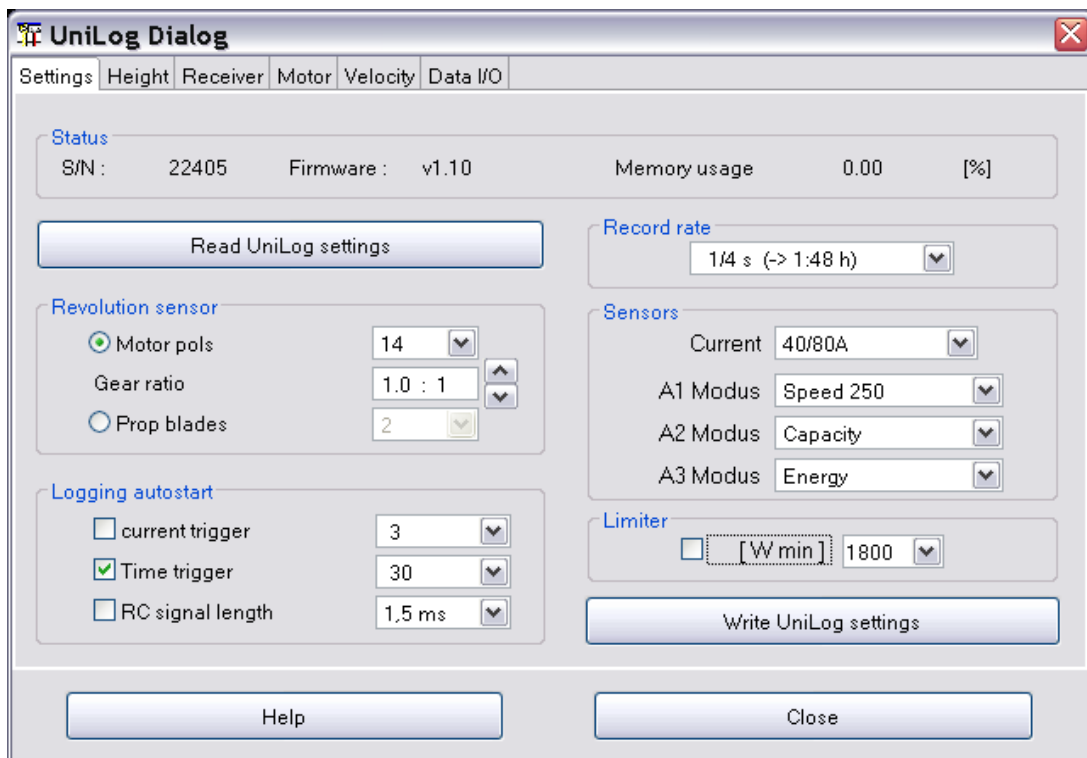 UniLog Dialog
Settings Height Receiver Motor Velocity Data I/O
Status
S/N : 22405 Firmware : v1.10 Memory usage 0.00 [%]
Read UniLog settings
Record rate
1/4 s (-> 1:48 h)
Revolution sensor
Motor pols 14
Gear ratio 1.0 : 1
Prop blades 2
Sensors
Current 40/80A
A1 Modus Speed 250
A2 Modus Capacity
A3 Modus Energy
Logging autostart
current trigger 3
Time trigger 30
RC signal length 1,5 ms
Limiter
[ W min ] 1800
Write UniLog settings
Help Close